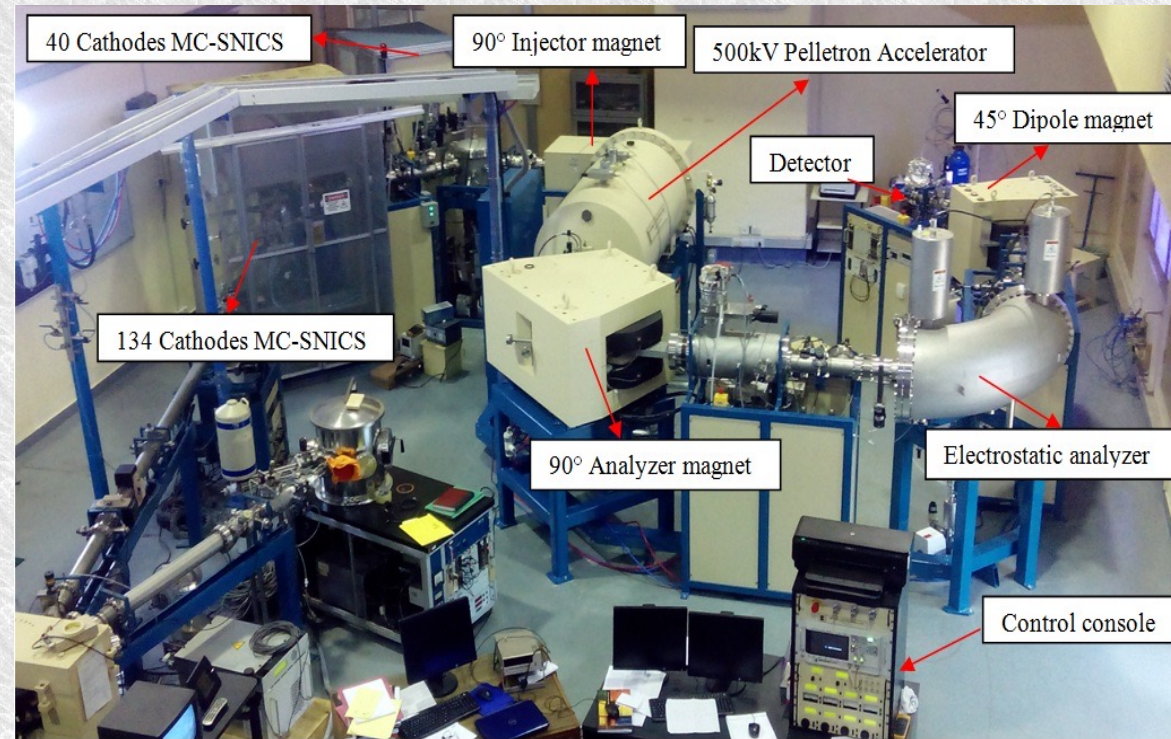 40 Cathodes MC-SNICS
90° Injector magnet
500kV Pelletron Accelerator
45° Dipole magnet
Detector
134 Cathodes MC-SNICS
90° Analyzer magnet
Electrostatic analyzer
Control console